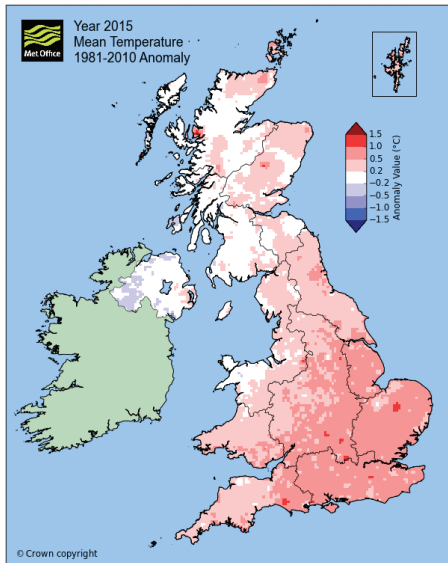 Met Office
Year 2015
Mean Temperature
1981-2010 Anomaly
1.5
1.0
0.5
0.2
−0.2
−0.5
−1.0
−1.5
Anomaly Value (°C)
© Crown copyright